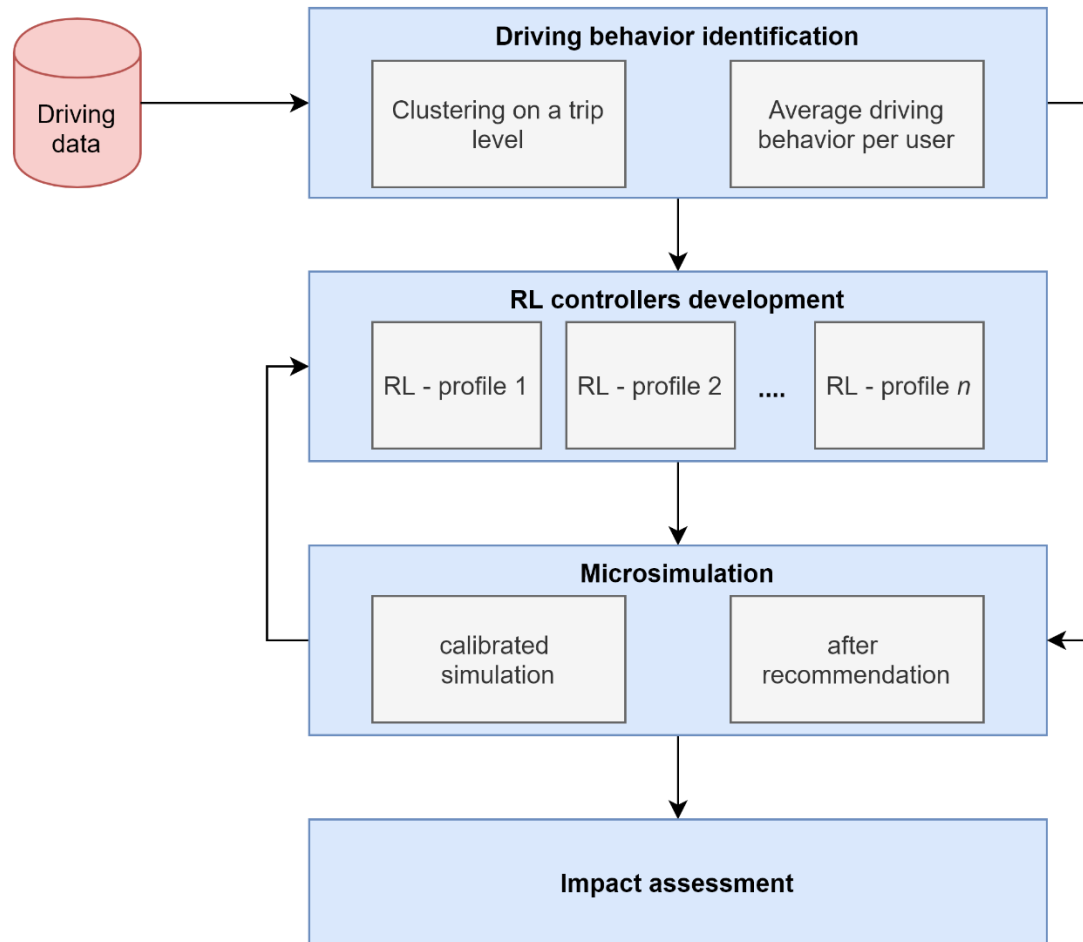 Driving behavior identification
Driving
data
Clustering on a trip
level
Average driving
behavior per user
RL controllers development
RL - profile 1
RL - profile 2
....
RL - profile n
Microsimulation
calibrated
simulation
after
recommendation
Impact assessment